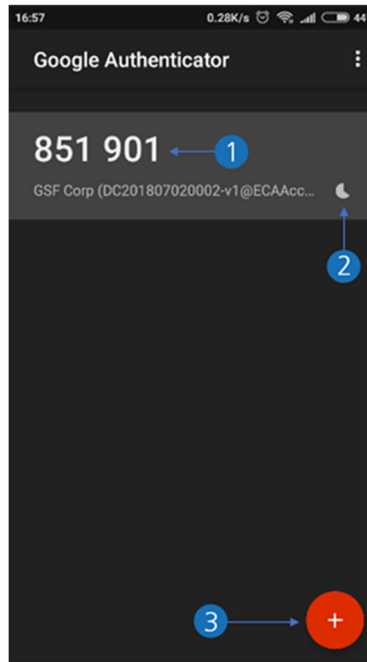 16:57 0.28K/s 44
Google Authenticator
851 901
1
GSF Corp (DC201807020002-v1@ECAAcc...
2
3
+